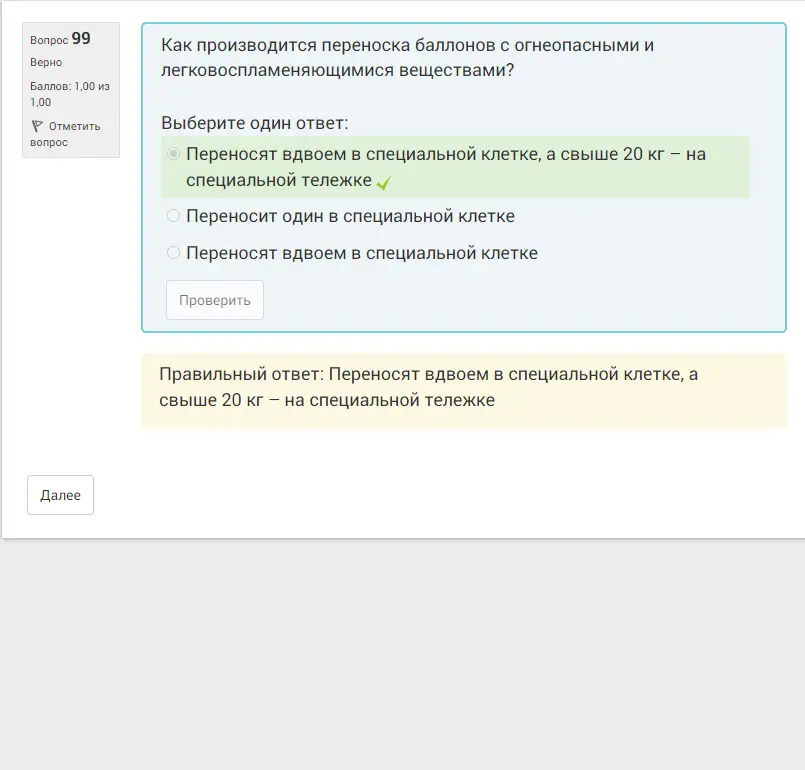 Вопрос 99
Верно
Баллов: 1,00 из
1,00
Отметить
вопрос
Как производится переноска баллонов с огнеопасными и
легковоспламеняющимися веществами?
Выберите один ответ:
Переносят вдвоем в специальной клетке, а свыше 20 кг – на
специальной тележке
Переносит один в специальной клетке
Переносят вдвоем в специальной клетке
Проверить
Правильный ответ: Переносят вдвоем в специальной клетке, а
свыше 20 кг – на специальной тележке
Далее